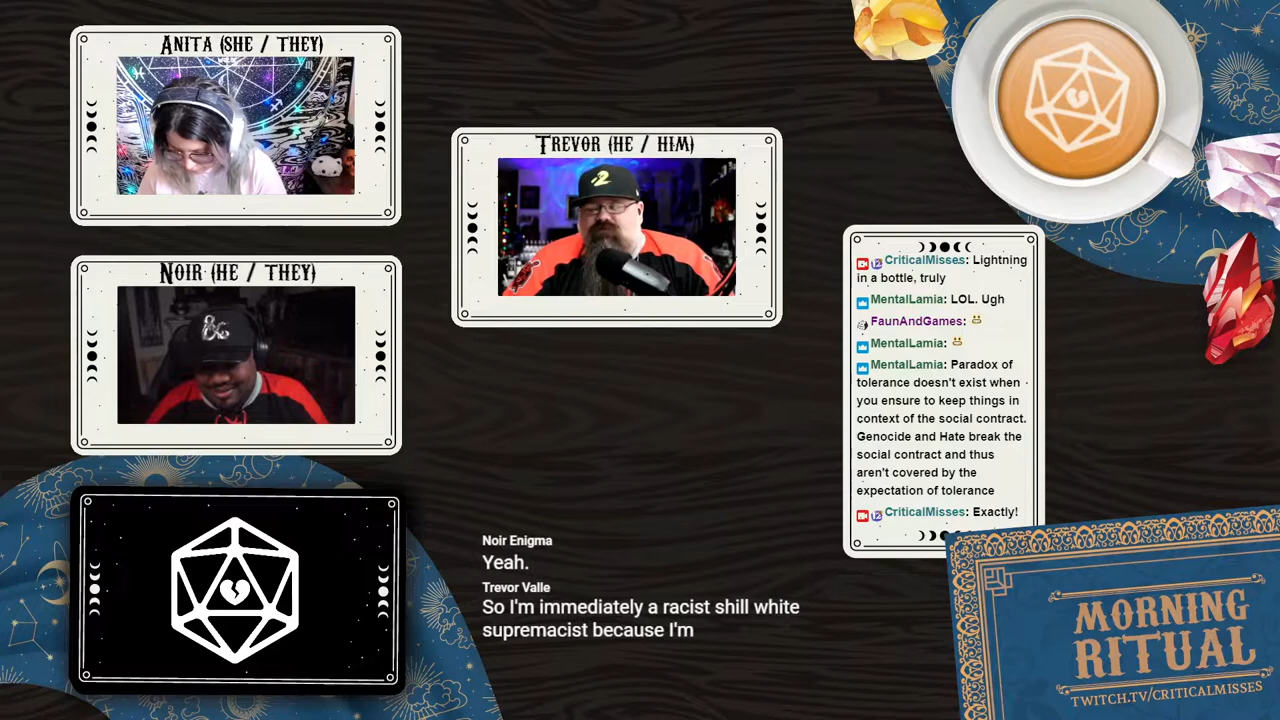 ANITA (SHE / THEY)
TREVOR (HE / HIM)
NOIR (HE / THEY)
CriticalMisses: Lightning
in a bottle, truly
MentalLamia: LOL. Ugh
FaunAndGames:
MentalLamia:
MentalLamia: Paradox of
tolerance doesn't exist when
you ensure to keep things in
context of the social contract.
Genocide and Hate break the
social contract and thus
aren't covered by the
expectation of tolerance
CriticalMisses: Exactly!
Noir Enigma
Yeah.
Trevor Valle
So I'm immediately a racist shill white
supremacist because I'm
MORNING
RITUAL
TWITCH.TV/CRITICALMISSES